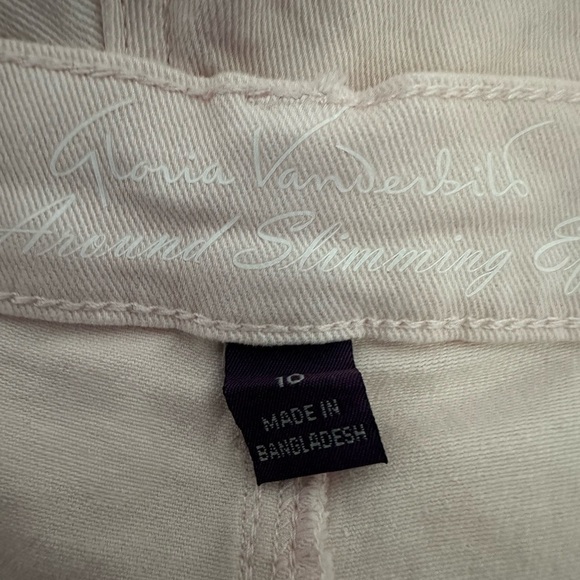 Gloria Vanderbilt
Around Slimming
10
MADE IN
BANGLADESH